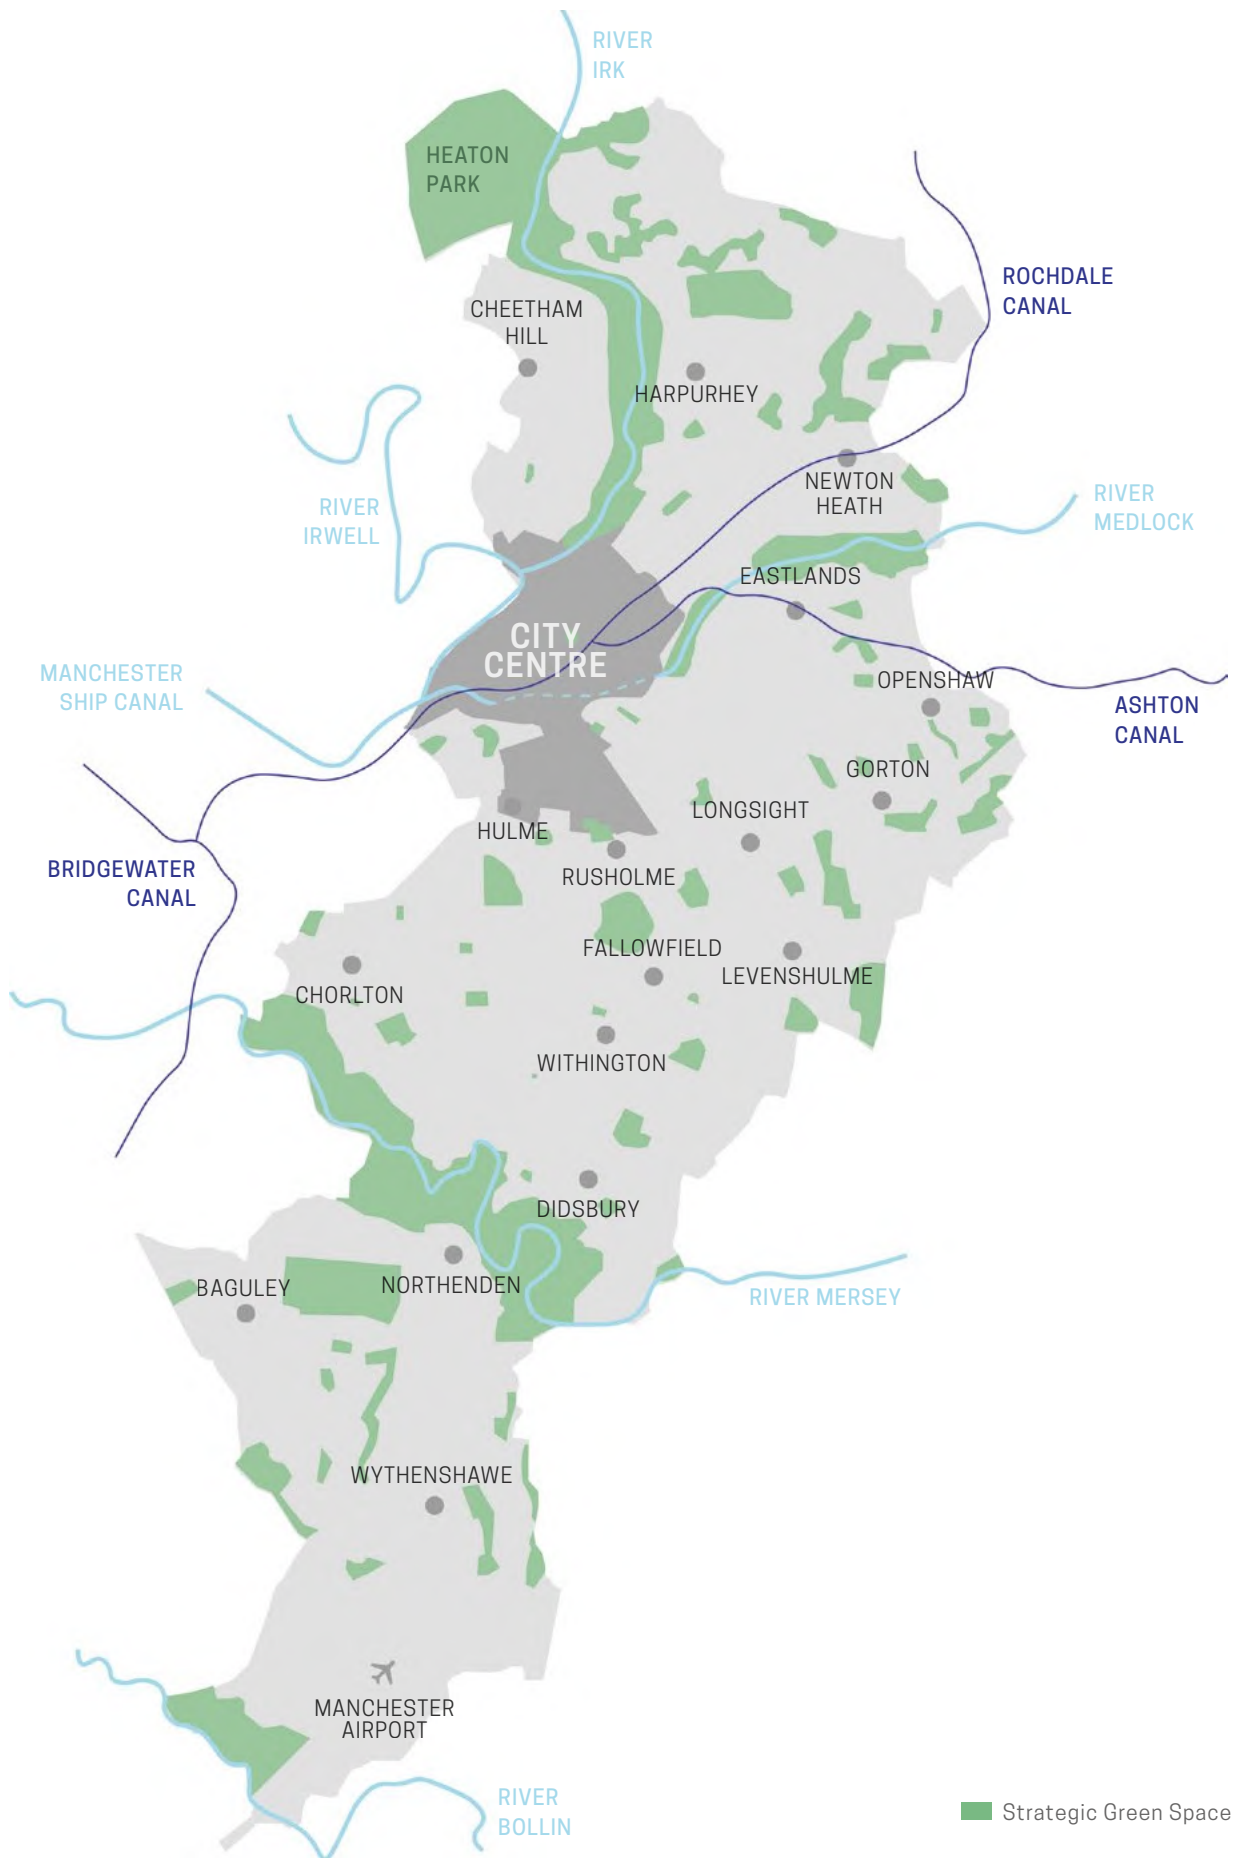 RIVER
IRK
HEATON
PARK
ROCHDALE
CANAL
CHEETHAM
HILL
HARPURHEY
NEWTON
HEATH
RIVER
MEDLOCK
RIVER
IRWELL
EASTLANDS
CITY
CENTRE
MANCHESTER
SHIP CANAL
OPENSHAW
ASHTON
CANAL
GORTON
LONGSIGHT
HULME
BRIDGEWATER
CANAL
RUSHOLME
FALLOWFIELD
LEVENSHULME
CHORLTON
WITHINGTON
DIDSBURY
BAGULEY
NORTHENDEN
RIVER MERSEY
WYTHENSHAWE
MANCHESTER
AIRPORT
RIVER
BOLLIN
Strategic Green Space